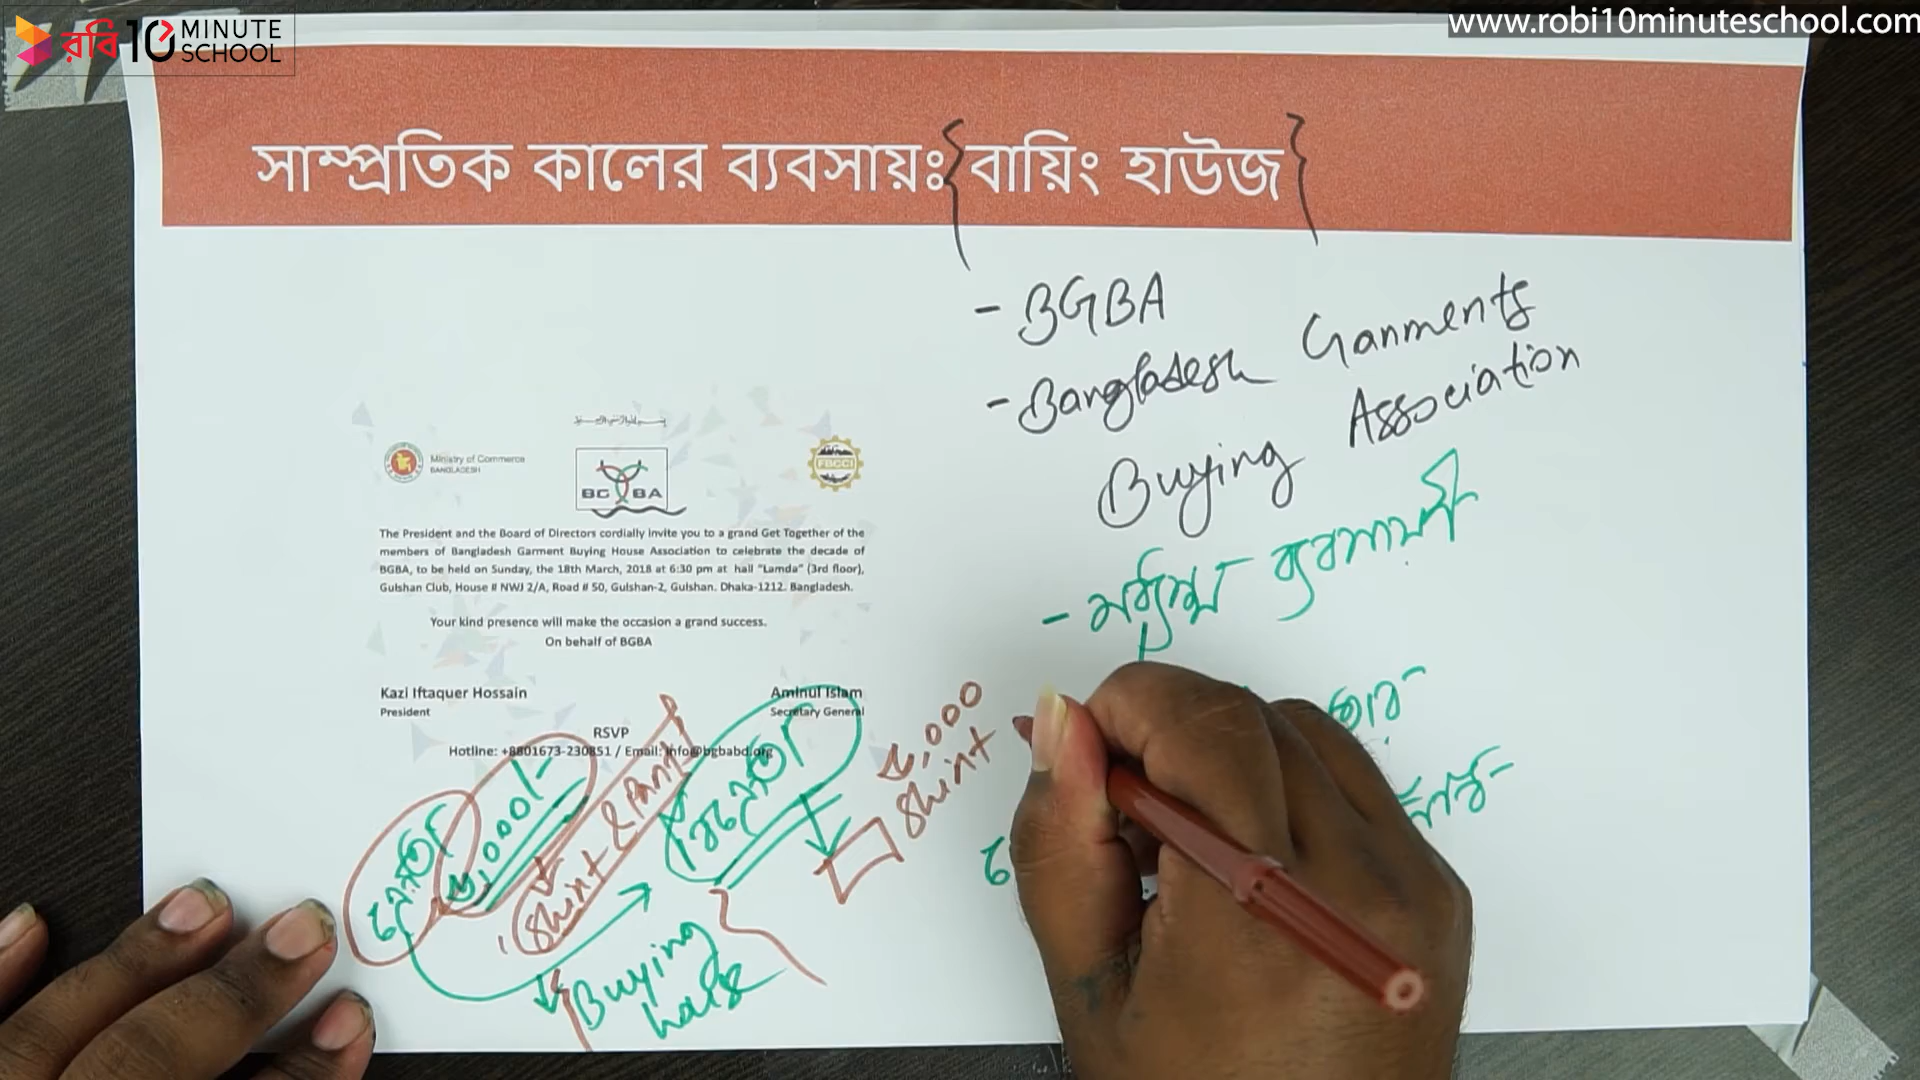 রবি 10 MINUTE SCHOOL
www.robi10minuteschool.com
সাম্প্রতিক কালের ব্যবসায়ঃ বায়িং হাউজ
- BGBA
- Bangladesh Garments
Buying Association
- মধ্যস্থ ব্যবসায়ী
Ministry of Commerce
BANGLADESH
BGBA
FBCCI
The President and the Board of Directors cordially invite you to a grand Get Together of the
members of Bangladesh Garment Buying House Association to celebrate the decade of
BGBA, to be held on Sunday, the 18th March, 2018 at 6:30 pm at hall "Lamda" (3rd floor),
Gulshan Club, House # NWJ 2/A, Road # 50, Gulshan-2, Gulshan. Dhaka-1212. Bangladesh.
Your kind presence will make the occasion a grand success.
On behalf of BGBA
Kazi Iftaquer Hossain
President
Aminul Islam
Secretary General
RSVP
Hotline: +8801673-230851 / Email: info@bgbabd.org
ক্রেতা
Shirt & Pant
বিক্রেতা
Shirt
Buying